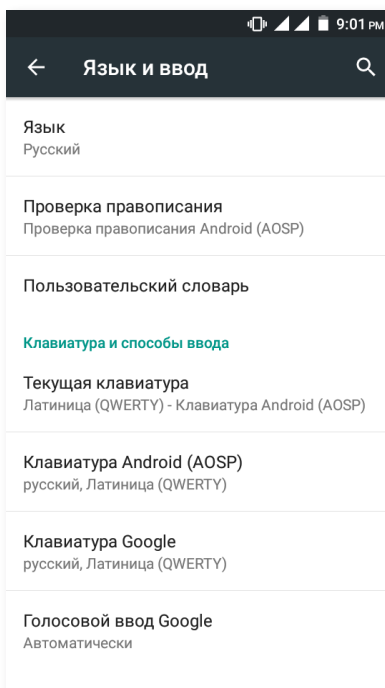 9:01 PM
Язык и ввод
Язык
Русский
Проверка правописания
Проверка правописания Android (AOSP)
Пользовательский словарь
Клавиатура и способы ввода
Текущая клавиатура
Латиница (QWERTY) - Клавиатура Android (AOSP)
Клавиатура Android (AOSP)
русский, Латиница (QWERTY)
Клавиатура Google
русский, Латиница (QWERTY)
Голосовой ввод Google
Автоматически